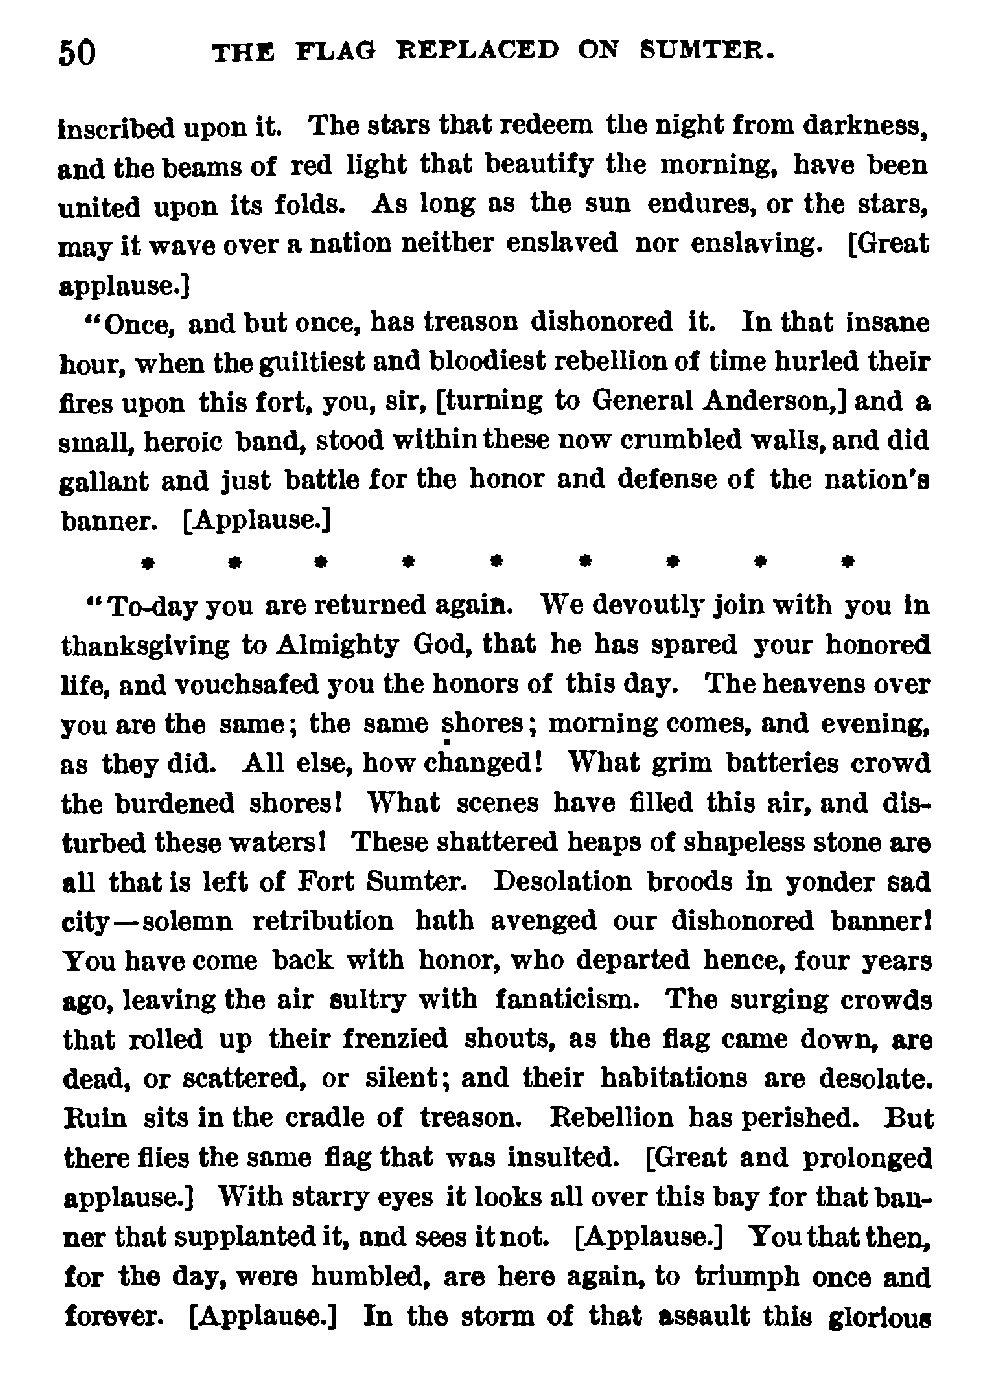 50 THE FLAG REPLACED ON SUMTER.
inscribed upon it. The stars that redeem the night from darkness,
and the beams of red light that beautify the morning, have been
united upon its folds. As long as the sun endures, or the stars,
may it wave over a nation neither enslaved nor enslaving. [Great
applause.]
"Once, and but once, has treason dishonored it. In that insane
hour, when the guiltiest and bloodiest rebellion of time hurled their
fires upon this fort, you, sir, [turning to General Anderson,] and a
small, heroic band, stood within these now crumbled walls, and did
gallant and just battle for the honor and defense of the nation's
banner. [Applause.]
* * * * * * * * *
"To-day you are returned again. We devoutly join with you in
thanksgiving to Almighty God, that he has spared your honored
life, and vouchsafed you the honors of this day. The heavens over
you are the same; the same shores; morning comes, and evening,
as they did. All else, how changed! What grim batteries crowd
the burdened shores! What scenes have filled this air, and dis-
turbed these waters! These shattered heaps of shapeless stone are
all that is left of Fort Sumter. Desolation broods in yonder sad
city—solemn retribution hath avenged our dishonored banner!
You have come back with honor, who departed hence, four years
ago, leaving the air sultry with fanaticism. The surging crowds
that rolled up their frenzied shouts, as the flag came down, are
dead, or scattered, or silent; and their habitations are desolate.
Ruin sits in the cradle of treason. Rebellion has perished. But
there flies the same flag that was insulted. [Great and prolonged
applause.] With starry eyes it looks all over this bay for that ban-
ner that supplanted it, and sees it not. [Applause.] You that then,
for the day, were humbled, are here again, to triumph once and
forever. [Applause.] In the storm of that assault this glorious